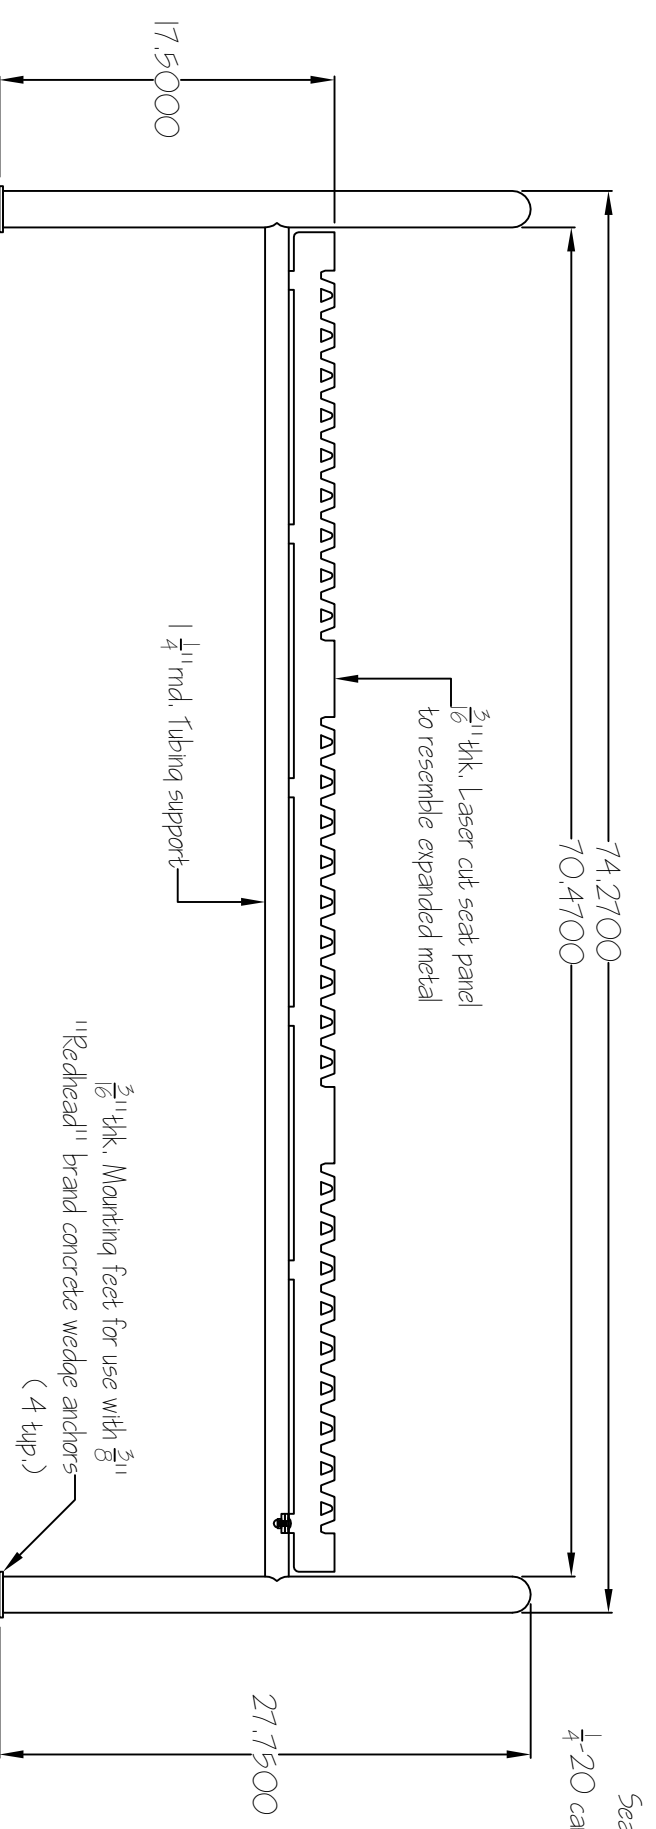 Sea
1/4-20 car
74.2700
70.4700
3/16" thk. Laser cut seat panel
to resemble expanded metal
17.5000
27.7500
1 1/4" rnd. Tubing support
3/16" thk. Mounting feet for use with 3/8"
"Redhead" brand concrete wedge anchors
( 4 typ.)